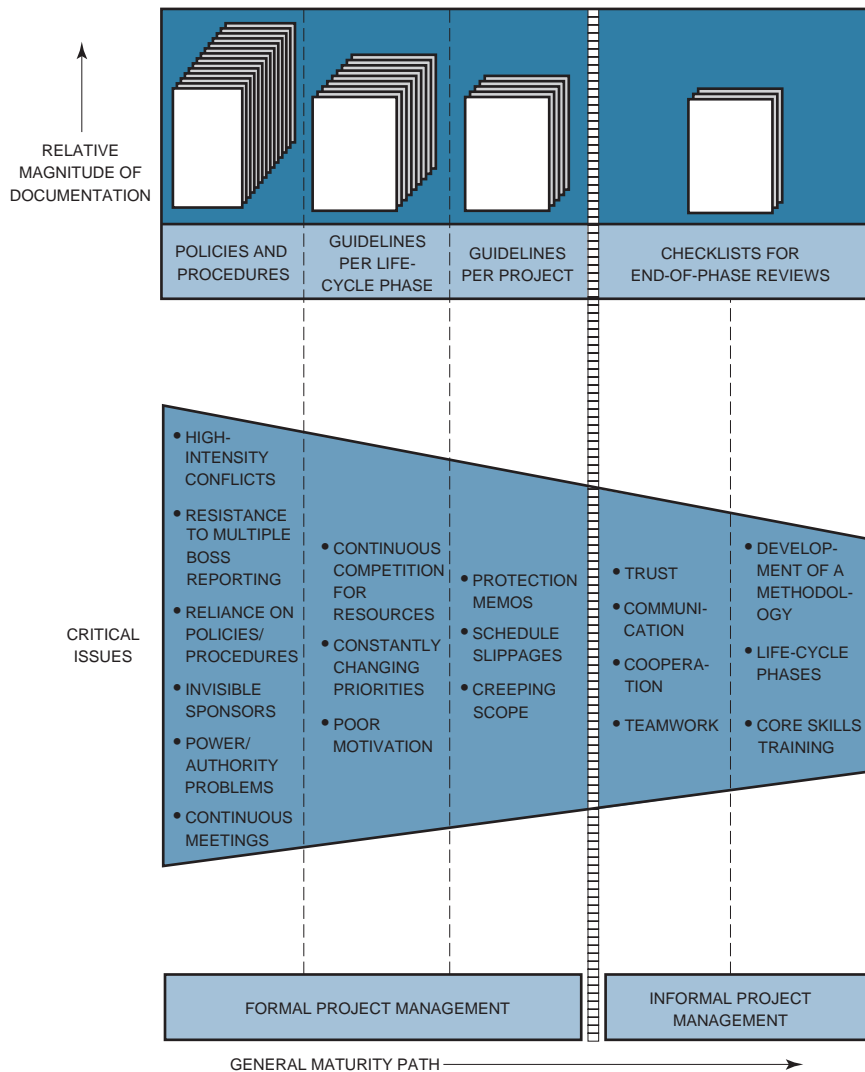 RELATIVE
MAGNITUDE OF
DOCUMENTATION
POLICIES AND
PROCEDURES
GUIDELINES
PER LIFE-
CYCLE PHASE
GUIDELINES
PER PROJECT
CHECKLISTS FOR
END-OF-PHASE REVIEWS
CRITICAL
ISSUES
• HIGH-
INTENSITY
CONFLICTS
• RESISTANCE
TO MULTIPLE
BOSS
REPORTING
• RELIANCE ON
POLICIES/
PROCEDURES
• INVISIBLE
SPONSORS
• POWER/
AUTHORITY
PROBLEMS
• CONTINUOUS
MEETINGS
• CONTINUOUS
COMPETITION
FOR
RESOURCES
• CONSTANTLY
CHANGING
PRIORITIES
• POOR
MOTIVATION
• PROTECTION
MEMOS
• SCHEDULE
SLIPPAGES
• CREEPING
SCOPE
• TRUST
• COMMUNI-
CATION
• COOPERA-
TION
• TEAMWORK
• DEVELOP-
MENT OF A
METHODOL-
OGY
• LIFE-CYCLE
PHASES
• CORE SKILLS
TRAINING
FORMAL PROJECT MANAGEMENT
INFORMAL PROJECT
MANAGEMENT
GENERAL MATURITY PATH